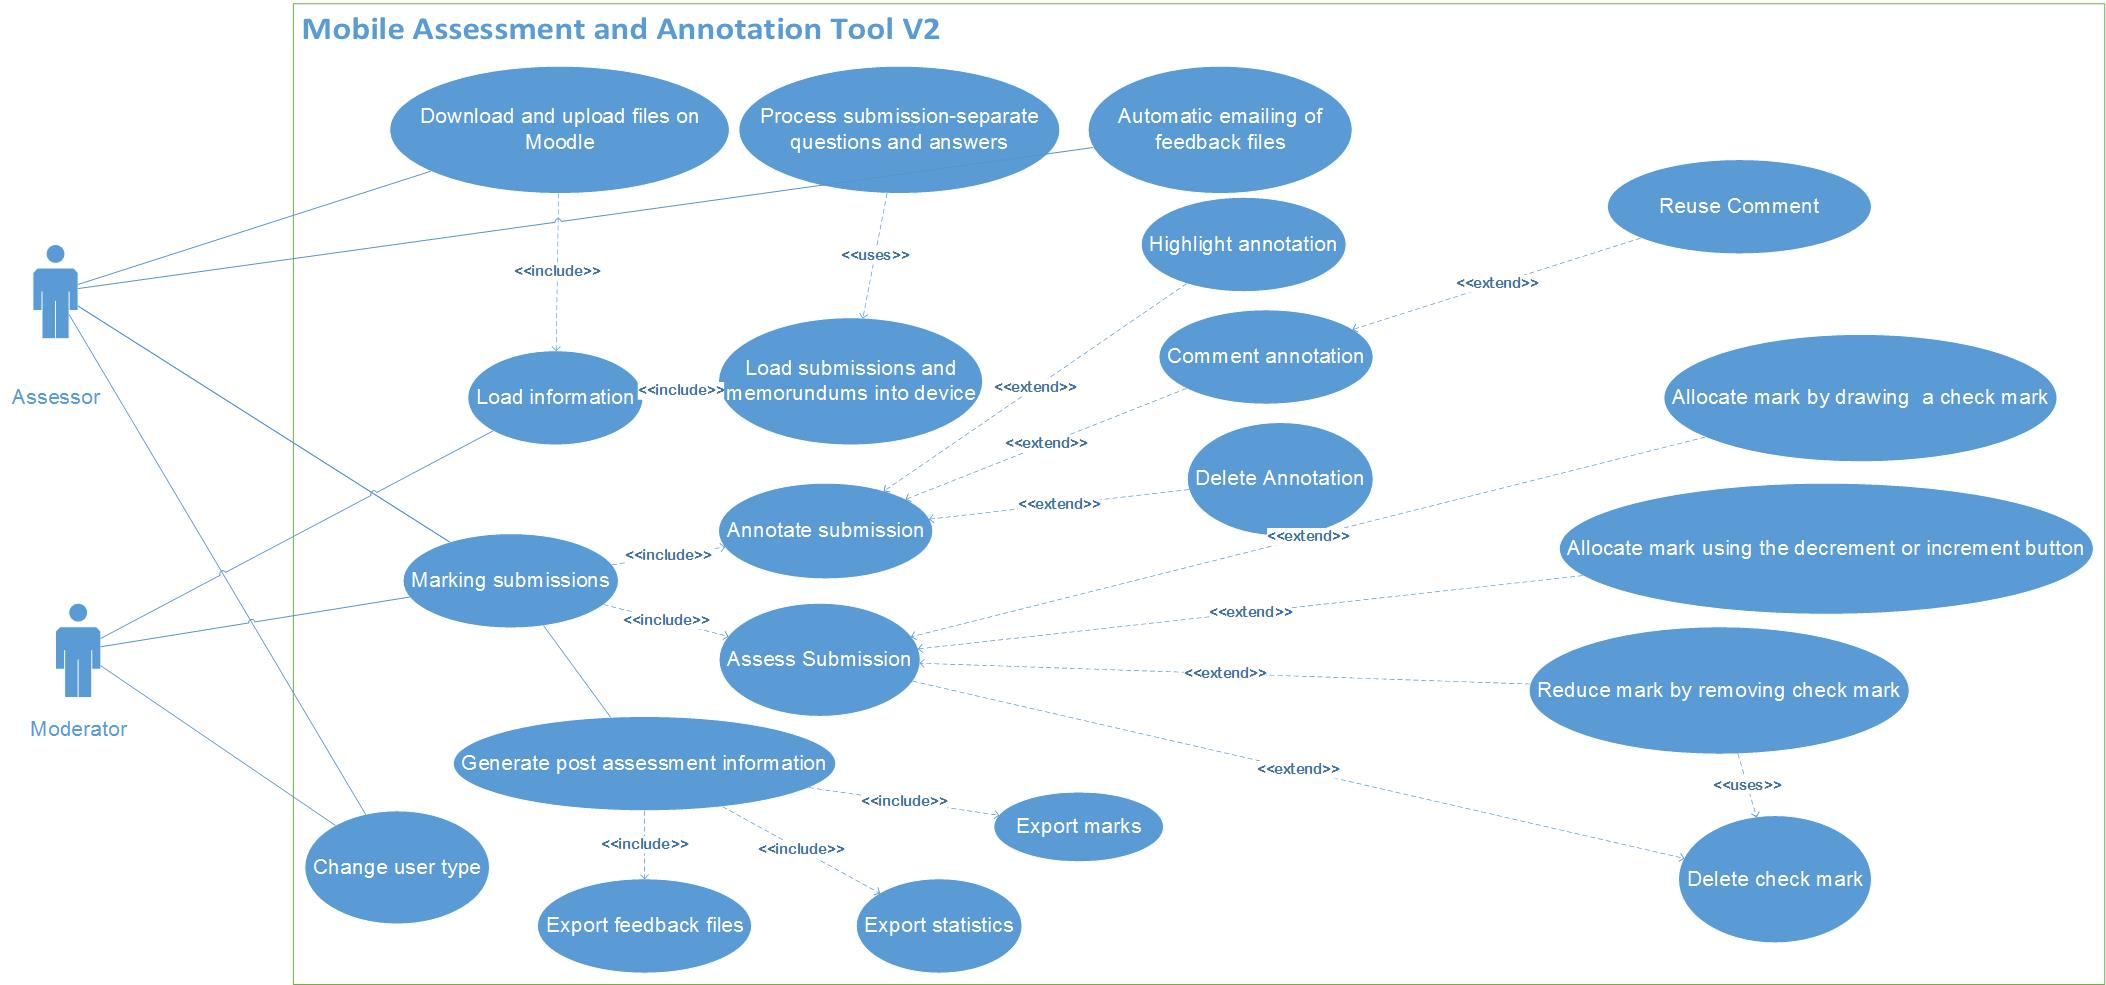 Mobile Assessment and Annotation Tool V2
Download and upload files on
Moodle
Process submission-separate
questions and answers
Automatic emailing of
feedback files
Reuse Comment
Highlight annotation
<<uses>>
<<include>>
<<extend>>
Comment annotation
Load submissions and
memorundums into device
<<include>>
Load information
<<extend>>
Allocate mark by drawing  a check mark
Assessor
<<extend>>
Delete Annotation
<<extend>>
Annotate submission
<<extend>>
Allocate mark using the decrement or increment button
<<include>>
Marking submissions
<<extend>>
<<include>>
Assess Submission
<<extend>>
Reduce mark by removing check mark
Moderator
Generate post assessment information
<<extend>>
<<uses>>
<<include>>
Export marks
<<include>>
<<include>>
Change user type
Delete check mark
Export feedback files
Export statistics